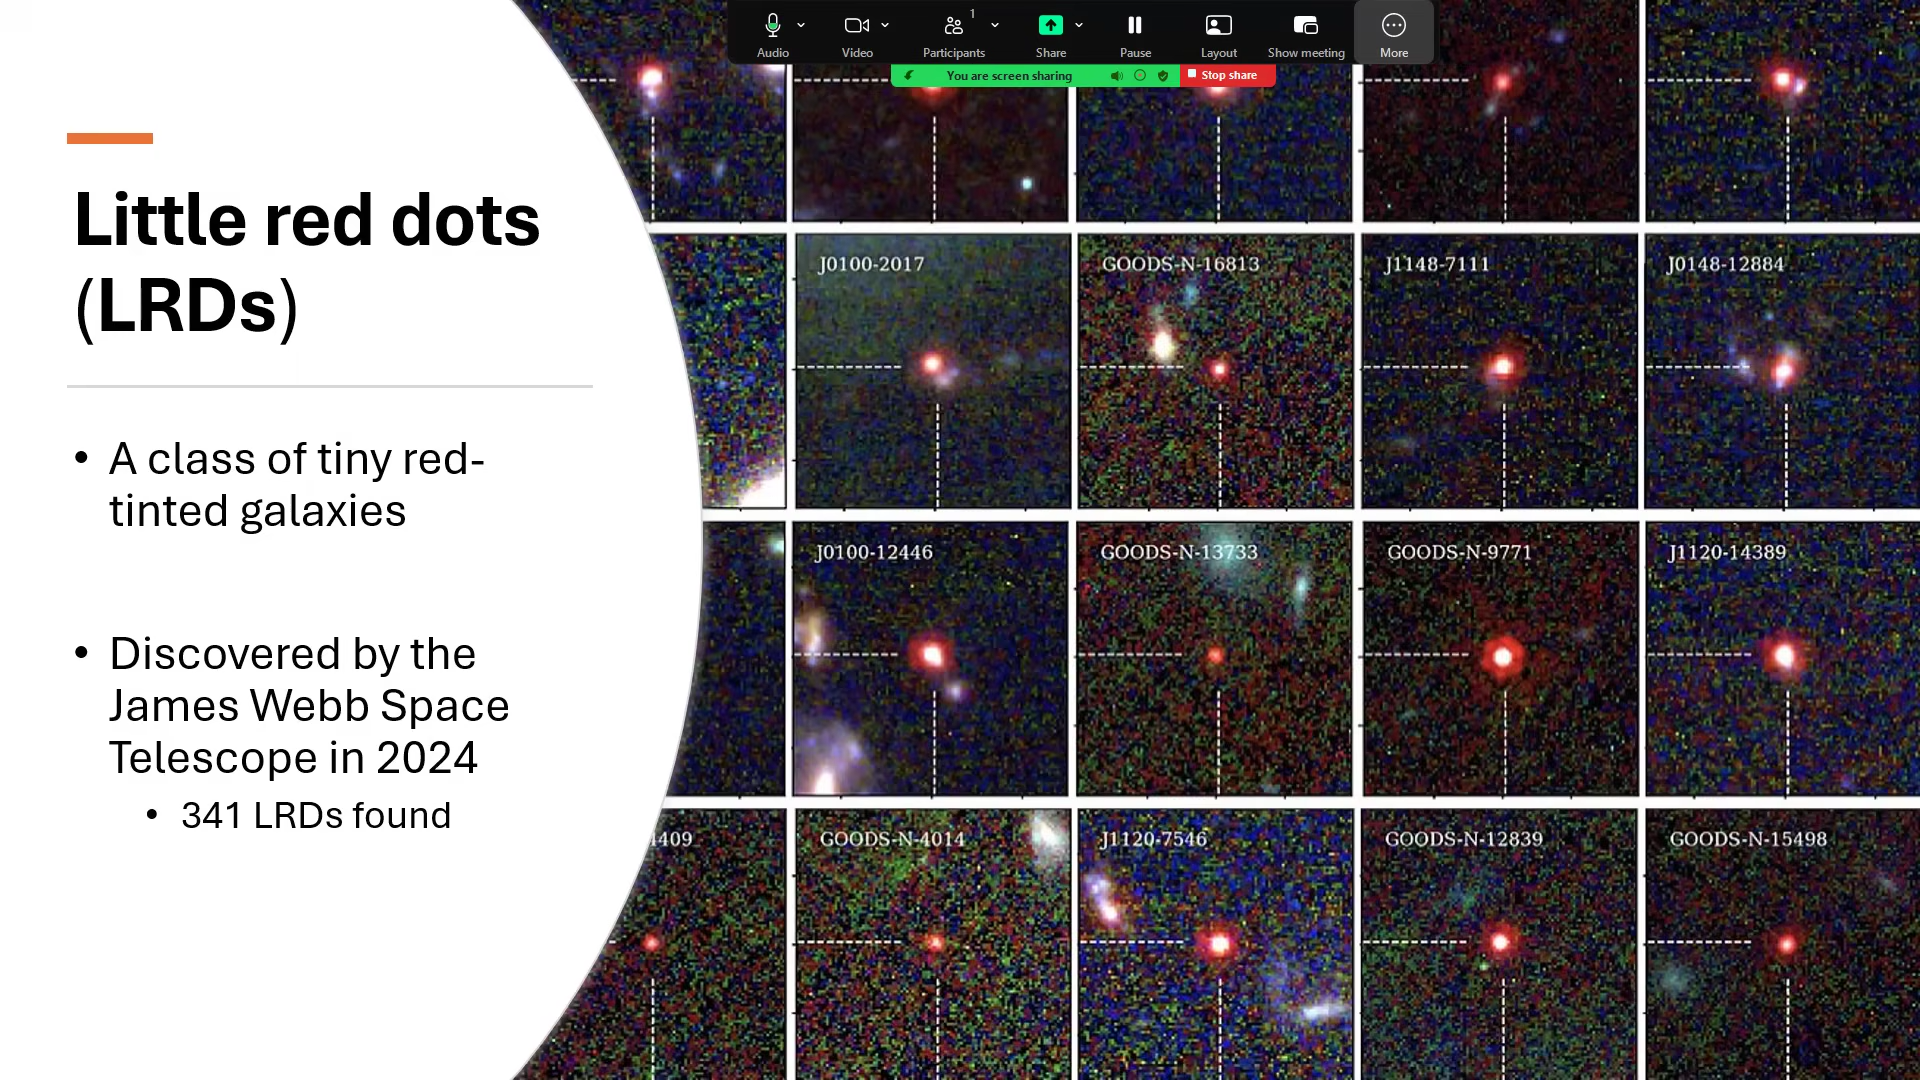 1
Audio
Video
Participants
Share
Pause
Layout
Show meeting
More
You are screen sharing
Stop share
Little red dots
(LRDs)
• A class of tiny red-
tinted galaxies
• Discovered by the
James Webb Space
Telescope in 2024
• 341 LRDs found
J0100-2017
GOODS-N-16813
J1148-7111
J0148-12884
J0100-12446
GOODS-N-13733
GOODS-N-9771
J1120-14389
4409
GOODS-N-4014
J1120-7546
GOODS-N-12839
GOODS-N-15498